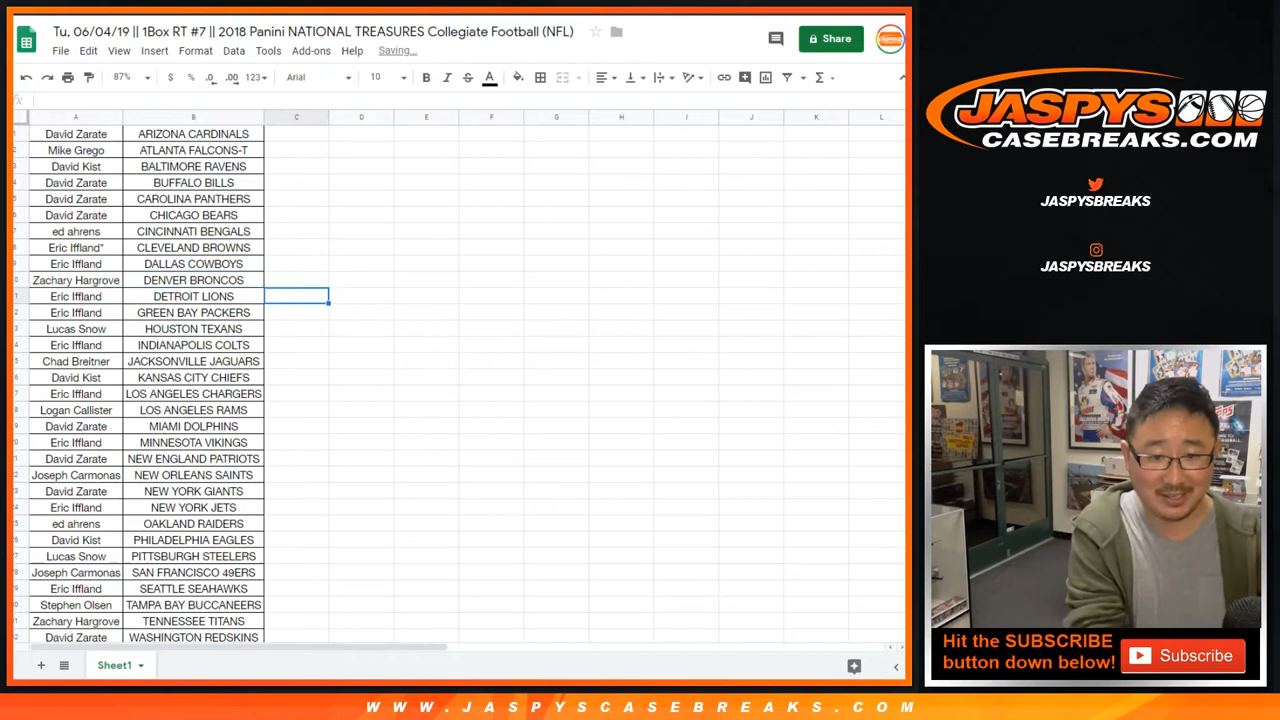 Tu, 06/04/19 || 1Box RT #7 || 2018 Panini NATIONAL TREASURES Collegiate Football (NFL)
File Edit View Insert Format Data Tools Add-ons Help Saving...
Share
87% $ % .0 .00 123 Arial 10 B I S A
A B C D E F G H I J K L
David Zarate ARIZONA CARDINALS
Mike Grego ATLANTA FALCONS-T
David Kist BALTIMORE RAVENS
David Zarate BUFFALO BILLS
David Zarate CAROLINA PANTHERS
David Zarate CHICAGO BEARS
ed ahrens CINCINNATI BENGALS
Eric Iffland* CLEVELAND BROWNS
Eric Iffland DALLAS COWBOYS
Zachary Hargrove DENVER BRONCOS
Eric Iffland DETROIT LIONS
Eric Iffland GREEN BAY PACKERS
Lucas Snow HOUSTON TEXANS
Eric Iffland INDIANAPOLIS COLTS
Chad Breitner JACKSONVILLE JAGUARS
David Kist KANSAS CITY CHIEFS
Eric Iffland LOS ANGELES CHARGERS
Logan Callister LOS ANGELES RAMS
David Zarate MIAMI DOLPHINS
Eric Iffland MINNESOTA VIKINGS
David Zarate NEW ENGLAND PATRIOTS
Joseph Carmonas NEW ORLEANS SAINTS
David Zarate NEW YORK GIANTS
Eric Iffland NEW YORK JETS
ed ahrens OAKLAND RAIDERS
David Kist PHILADELPHIA EAGLES
Lucas Snow PITTSBURGH STEELERS
Joseph Carmonas SAN FRANCISCO 49ERS
Eric Iffland SEATTLE SEAHAWKS
Stephen Olsen TAMPA BAY BUCCANEERS
Zachary Hargrove TENNESSEE TITANS
David Zarate WASHINGTON REDSKINS
Sheet1
JASPYS
CASEBREAKS.COM
JASPYSBREAKS
JASPYSBREAKS
Hit the SUBSCRIBE
button down below!
Subscribe
WWW.JASPYSCASEBREAKS.COM